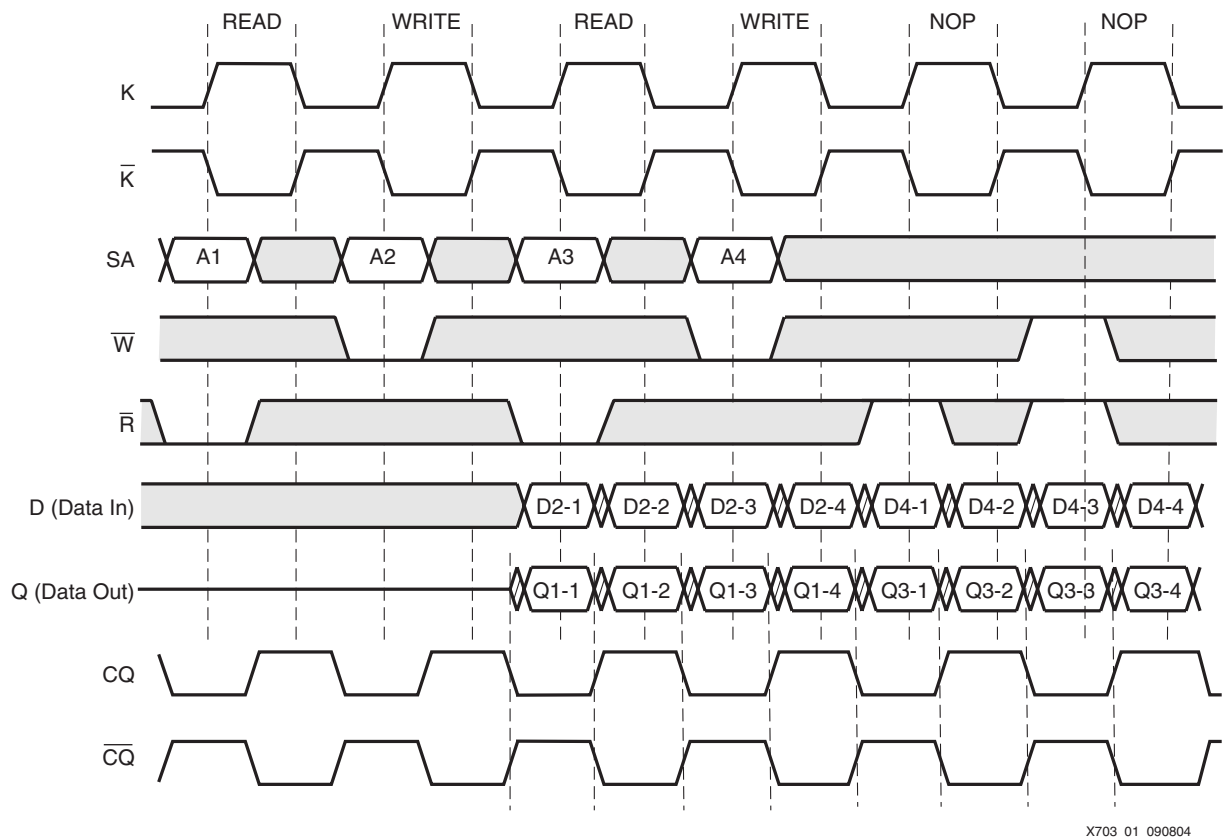 READ WRITE READ WRITE NOP NOP
K
K̅
SA A1 A2 A3 A4
W̅
R̅
D (Data In) D2-1 D2-2 D2-3 D2-4 D4-1 D4-2 D4-3 D4-4
Q (Data Out) Q1-1 Q1-2 Q1-3 Q1-4 Q3-1 Q3-2 Q3-3 Q3-4
CQ
C̅Q̅
X703_01_090804